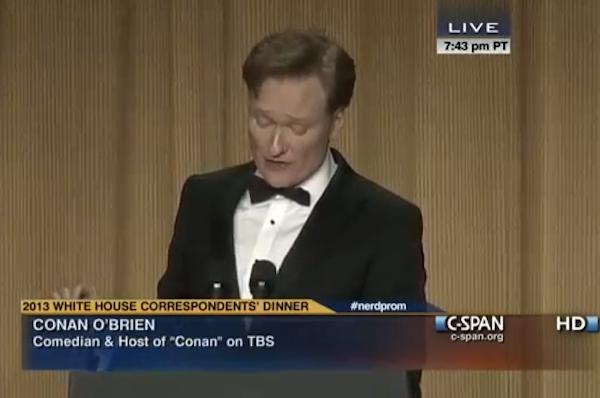 LIVE
7:43 pm PT
2013 WHITE HOUSE CORRESPONDENTS' DINNER
#nerdprom
CONAN O'BRIEN
Comedian & Host of "Conan" on TBS
C-SPAN
c-span.org
HD